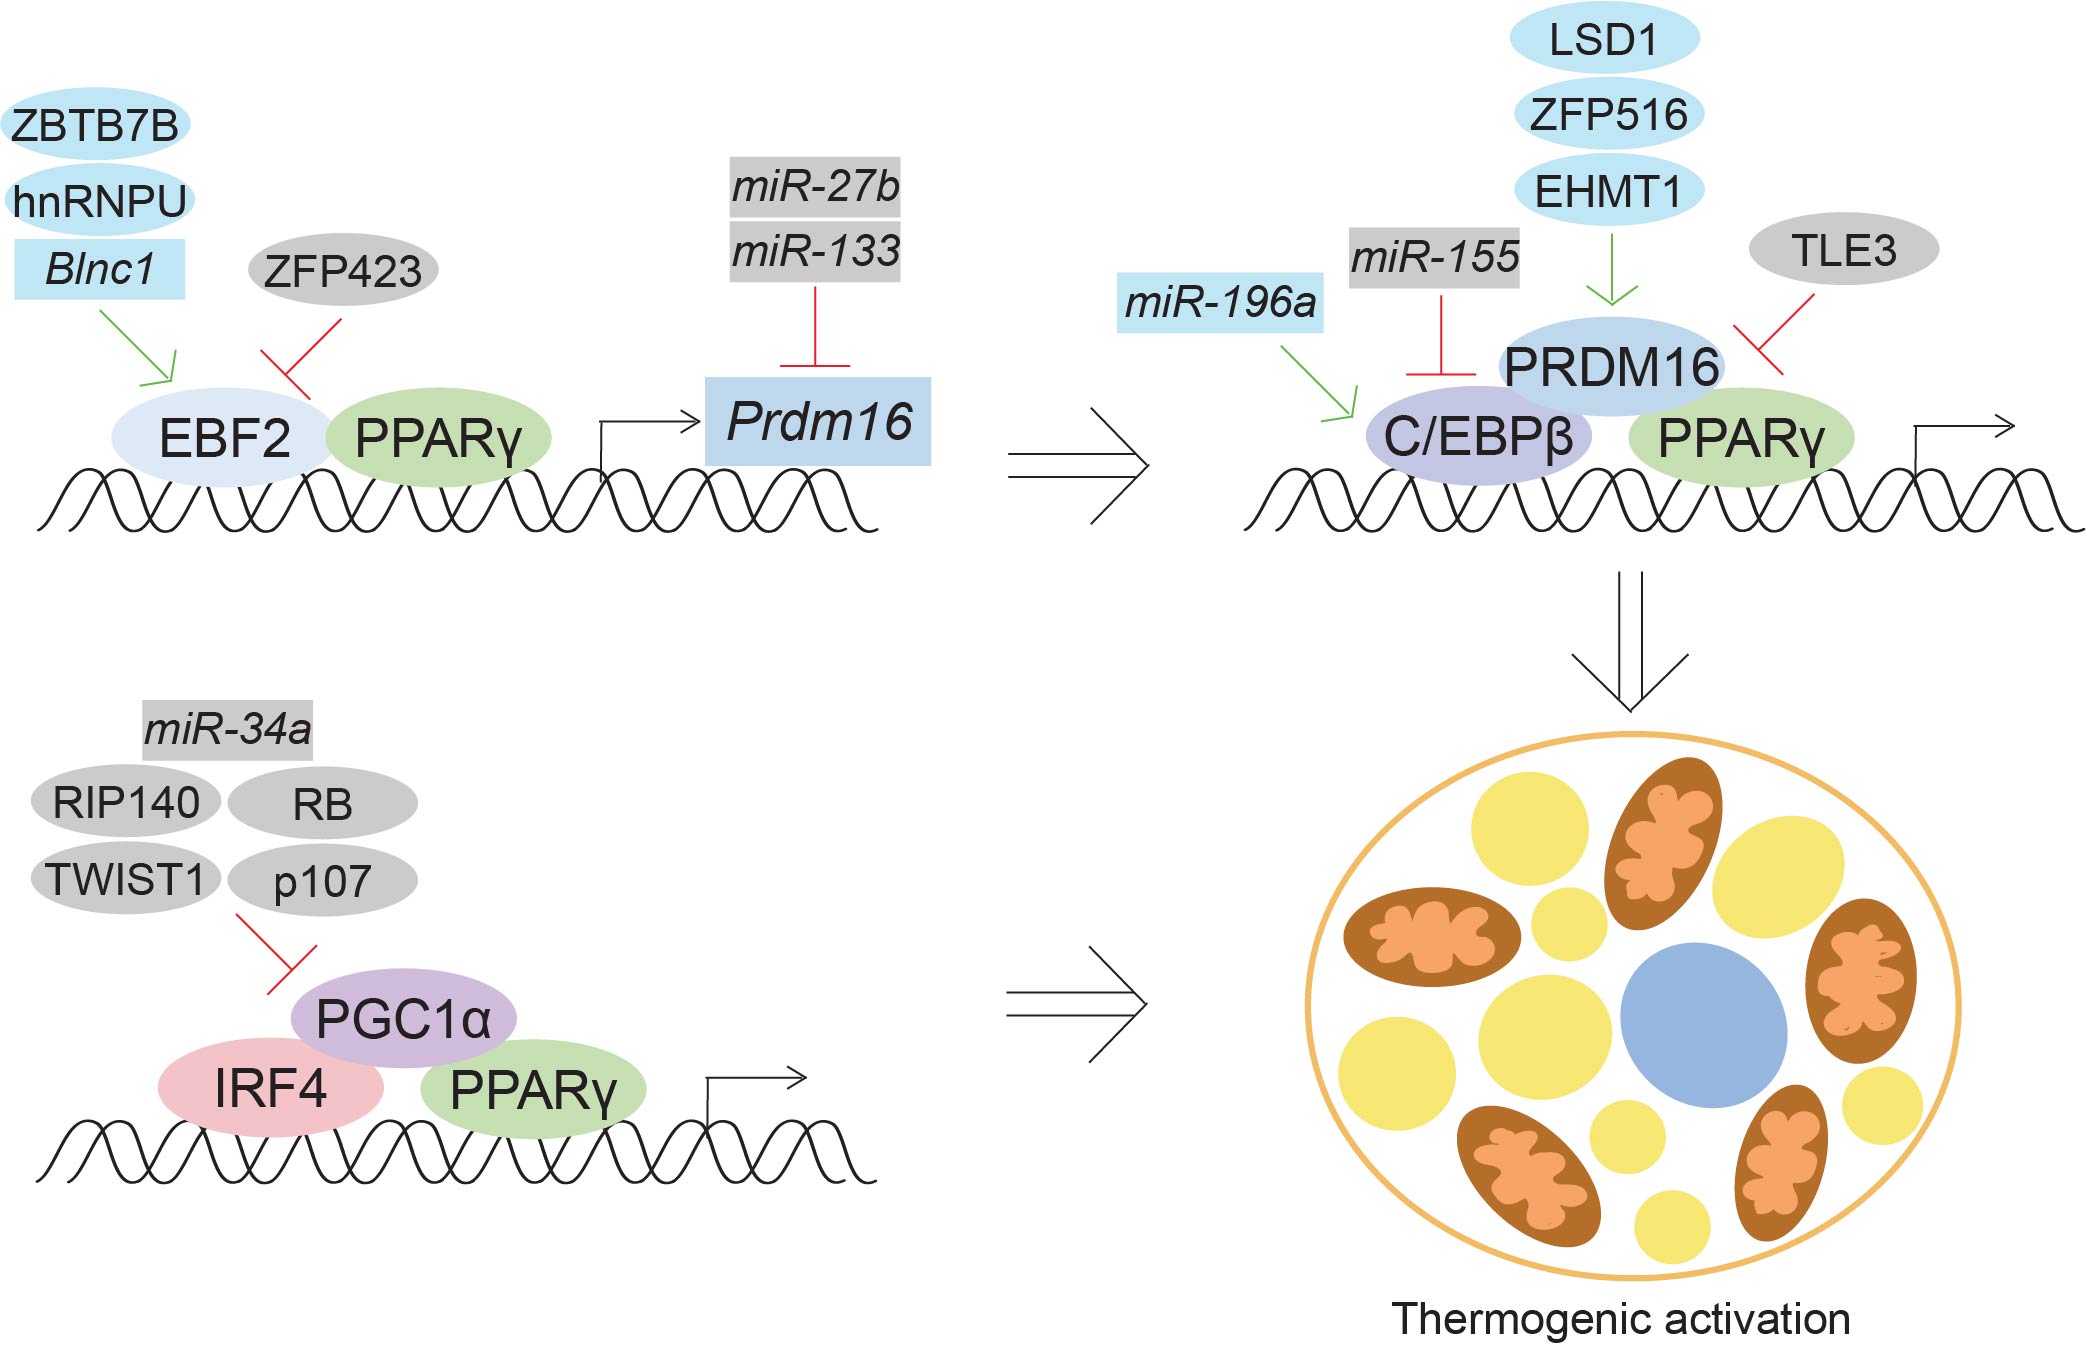 ZBTB7B
hnRNPU
Blnc1
ZFP423
miR-27b
miR-133
EBF2
PPARγ
Prdm16
LSD1
ZFP516
EHMT1
miR-196a
miR-155
TLE3
PRDM16
C/EBPβ
PPARγ
miR-34a
RIP140
RB
TWIST1
p107
PGC1α
IRF4
PPARγ
Thermogenic activation